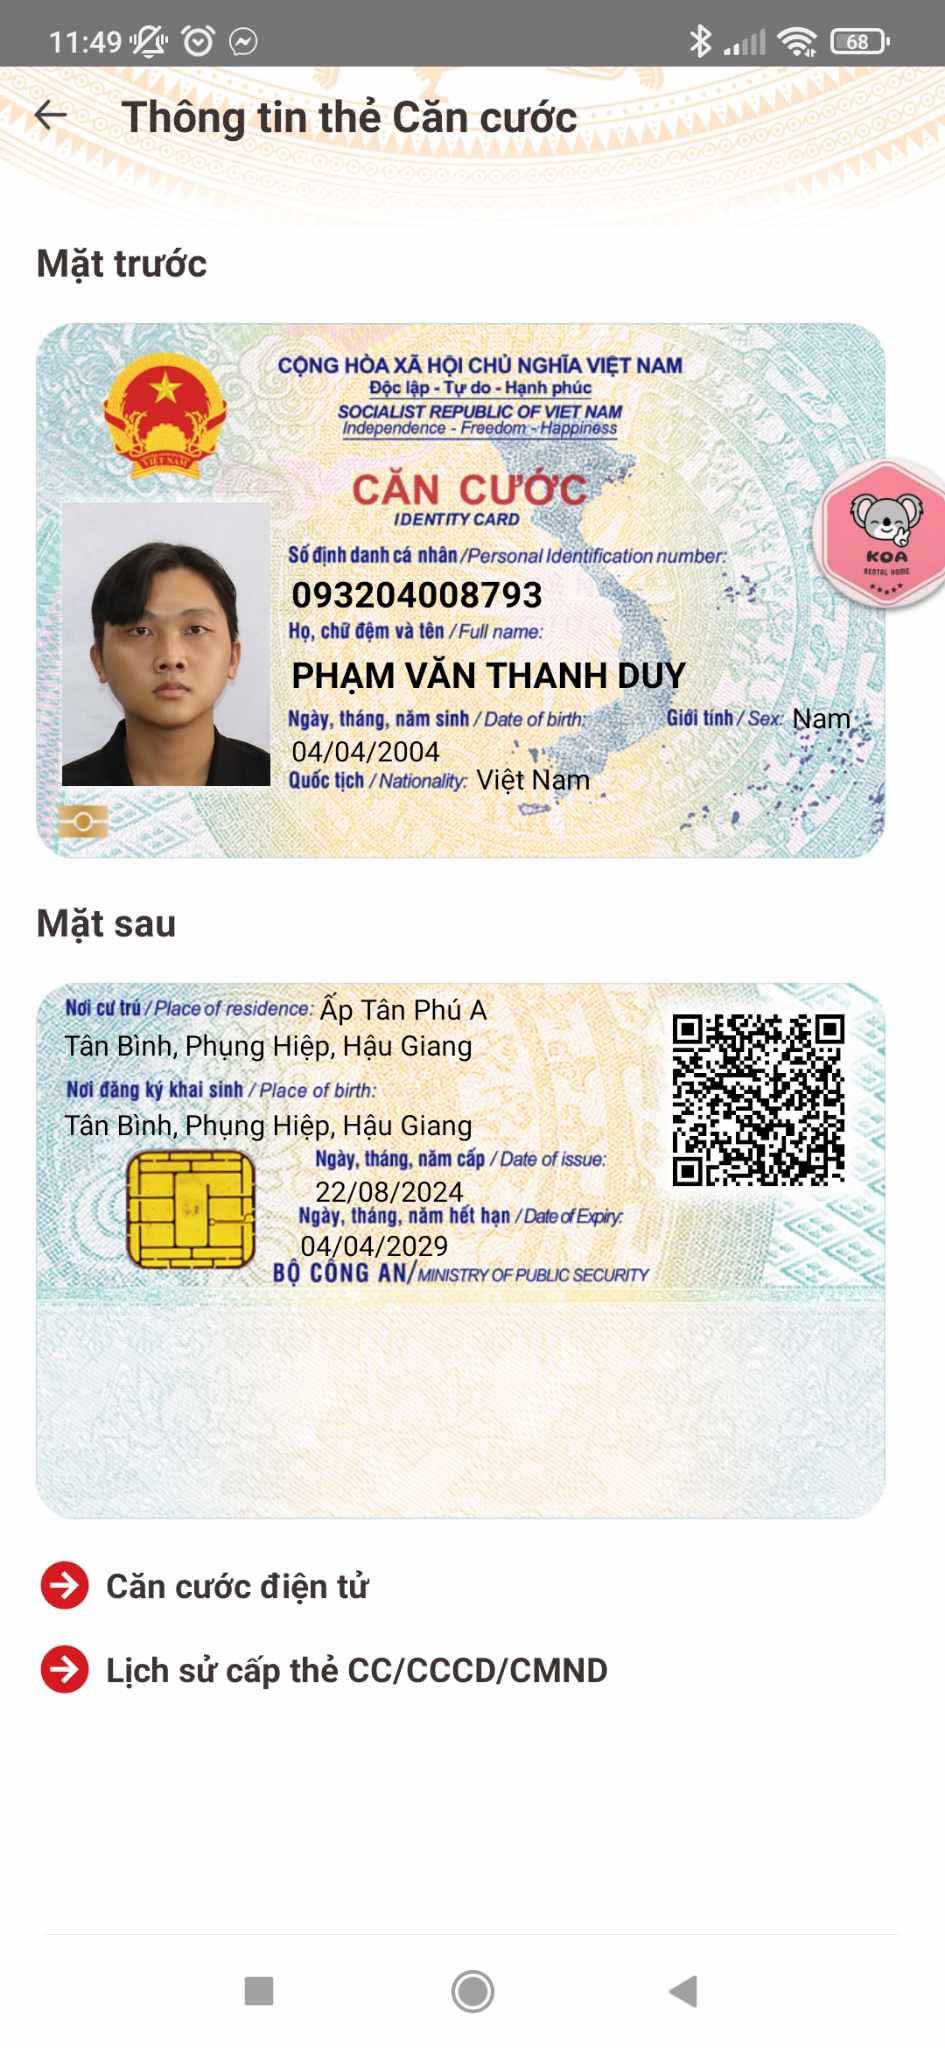 11:49
68
Thông tin thẻ Căn cước
Mặt trước
CỘNG HÒA XÃ HỘI CHỦ NGHĨA VIỆT NAM
Độc lập - Tự do - Hạnh phúc
SOCIALIST REPUBLIC OF VIET NAM
Independence - Freedom - Happiness
VIỆT NAM
CĂN CƯỚC
IDENTITY CARD
Số định danh cá nhân /Personal Identification number:
093204008793
Họ, chữ đệm và tên /Full name:
PHẠM VĂN THANH DUY
Ngày, tháng, năm sinh / Date of birth: Giới tính / Sex: Nam
04/04/2004
Quốc tịch / Nationality: Việt Nam
KOA
RENTAL HOME
Mặt sau
Nơi cư trú / Place of residence: Ấp Tân Phú A
Tân Bình, Phụng Hiệp, Hậu Giang
Nơi đăng ký khai sinh / Place of birth:
Tân Bình, Phụng Hiệp, Hậu Giang
Ngày, tháng, năm cấp / Date of issue:
22/08/2024
Ngày, tháng, năm hết hạn / Date of Expiry:
04/04/2029
BỘ CÔNG AN/MINISTRY OF PUBLIC SECURITY
Căn cước điện tử
Lịch sử cấp thẻ CC/CCCD/CMND